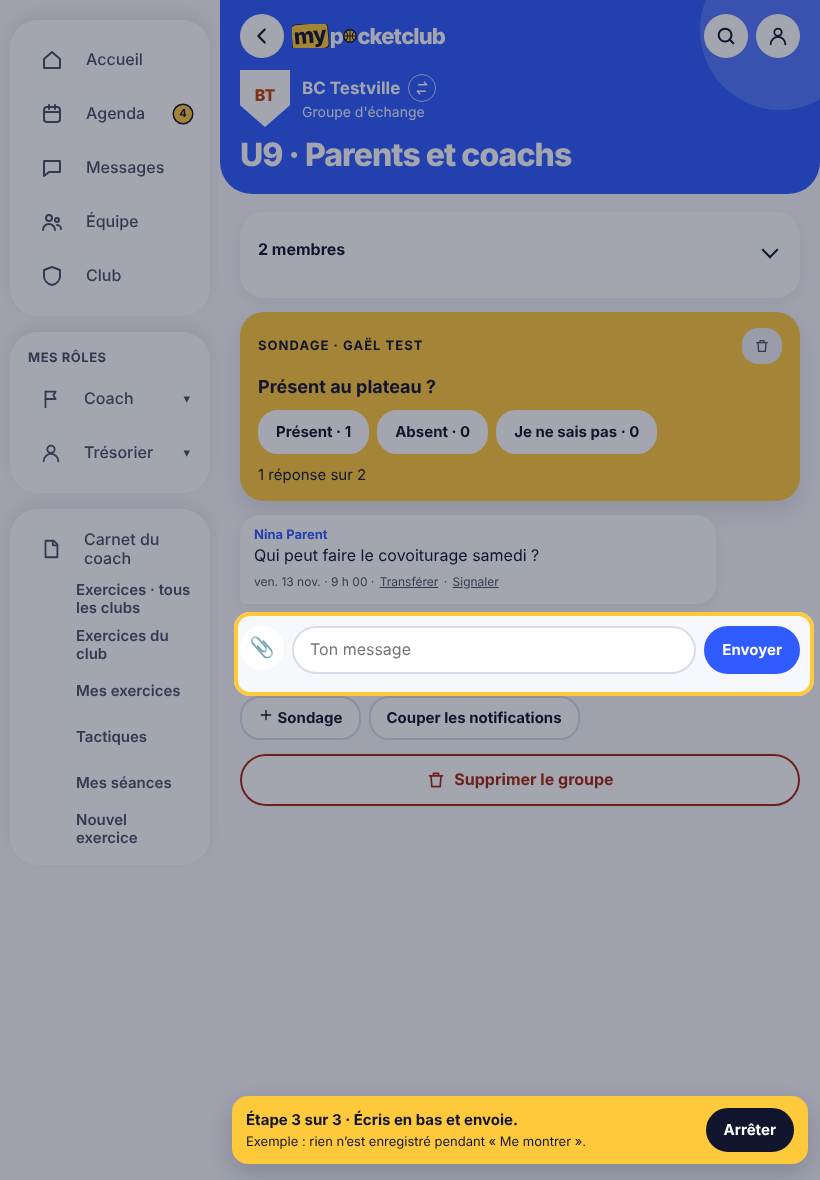 Accueil
Agenda 4
Messages
Équipe
Club
MES RÔLES
Coach ▾
Trésorier ▾
Carnet du
coach
Exercices · tous
les clubs
Exercices du
club
Mes exercices
Tactiques
Mes séances
Nouvel
exercice
my pocketclub
BT
BC Testville
Groupe d'échange
U9 · Parents et coachs
2 membres
SONDAGE · GAËL TEST
Présent au plateau ?
Présent · 1 Absent · 0 Je ne sais pas · 0
1 réponse sur 2
Nina Parent
Qui peut faire le covoiturage samedi ?
ven. 13 nov. · 9 h 00 · Transférer · Signaler
Ton message Envoyer
+ Sondage Couper les notifications
Supprimer le groupe
Étape 3 sur 3 · Écris en bas et envoie.
Exemple : rien n’est enregistré pendant « Me montrer ».
Arrêter